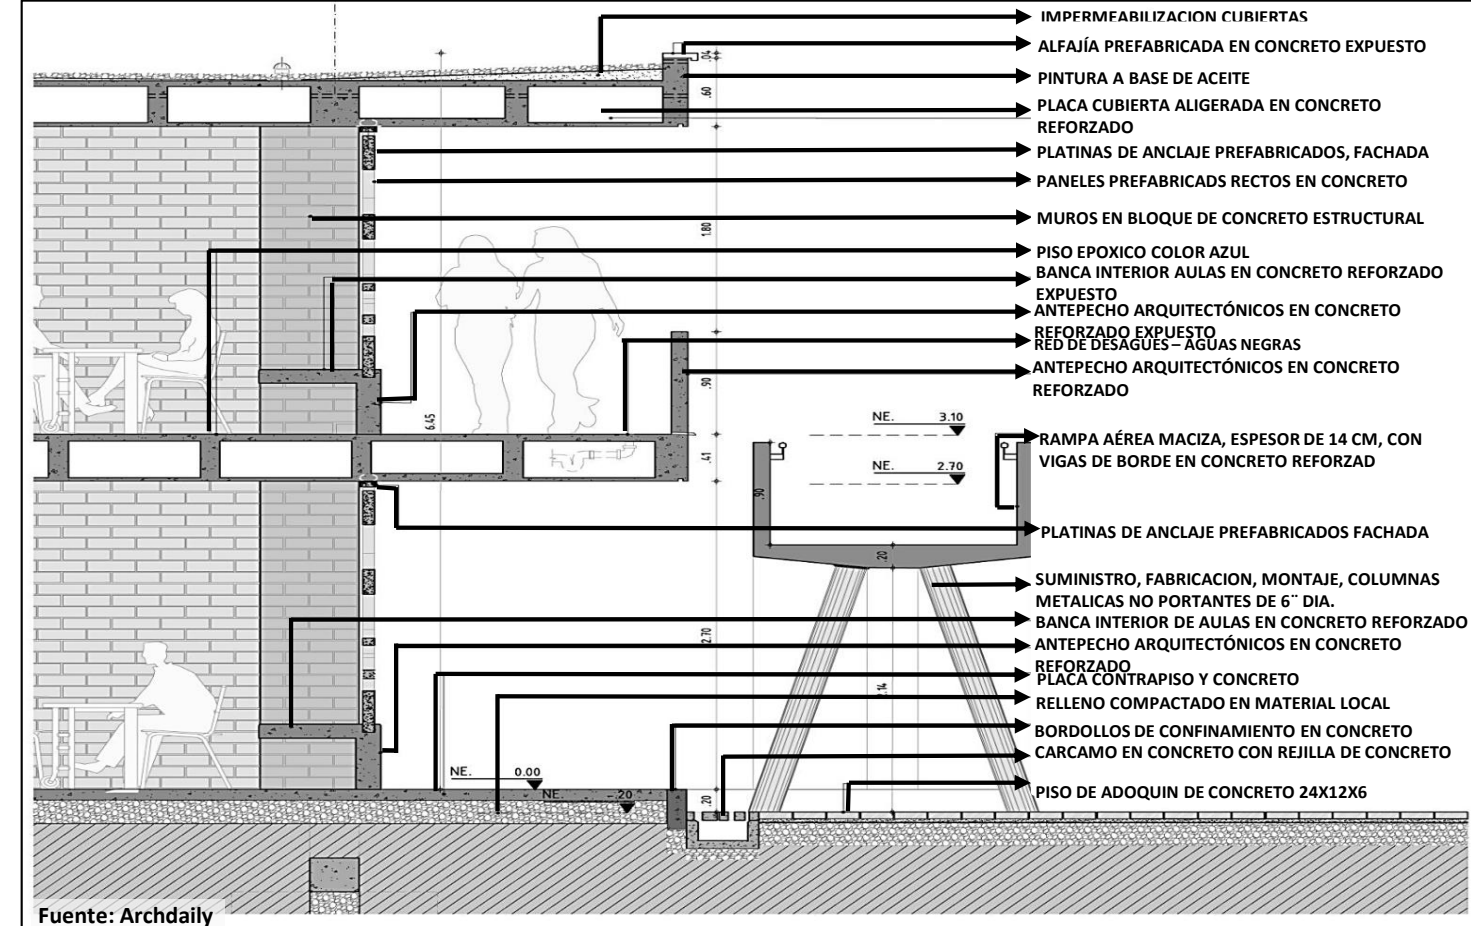 IMPERMEABILIZACION CUBIERTAS
ALFAJÍA PREFABRICADA EN CONCRETO EXPUESTO
PINTURA A BASE DE ACEITE
PLACA CUBIERTA ALIGERADA EN CONCRETO
REFORZADO
PLATINAS DE ANCLAJE PREFABRICADOS, FACHADA
PANELES PREFABRICADS RECTOS EN CONCRETO
MUROS EN BLOQUE DE CONCRETO ESTRUCTURAL
PISO EPOXICO COLOR AZUL
BANCA INTERIOR AULAS EN CONCRETO REFORZADO
EXPUESTO
ANTEPECHO ARQUITECTÓNICOS EN CONCRETO
REFORZADO EXPUESTO
RED DE DESAGUES – AGUAS NEGRAS
ANTEPECHO ARQUITECTÓNICOS EN CONCRETO
REFORZADO
RAMPA AÉREA MACIZA, ESPESOR DE 14 CM, CON
VIGAS DE BORDE EN CONCRETO REFORZAD
PLATINAS DE ANCLAJE PREFABRICADOS FACHADA
SUMINISTRO, FABRICACION, MONTAJE, COLUMNAS
METALICAS NO PORTANTES DE 6¨ DIA.
BANCA INTERIOR DE AULAS EN CONCRETO REFORZADO
ANTEPECHO ARQUITECTÓNICOS EN CONCRETO
REFORZADO
PLACA CONTRAPISO Y CONCRETO
RELLENO COMPACTADO EN MATERIAL LOCAL
BORDOLLOS DE CONFINAMIENTO EN CONCRETO
CARCAMO EN CONCRETO CON REJILLA DE CONCRETO
PISO DE ADOQUIN DE CONCRETO 24X12X6
.04
.60
1.80
.90
6.45
.41
NE. 3.10
NE. 2.70
.90
.20
2.70
2.14
NE. 0.00
NE. -.20
.20
Fuente: Archdaily